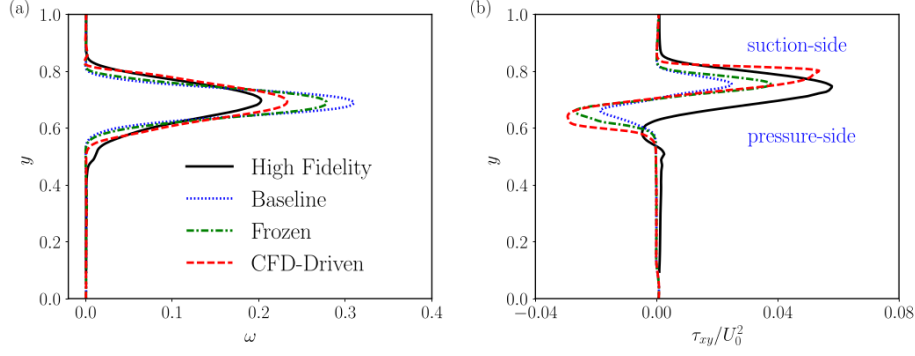 (a)
1.0
0.8
0.6
0.4
0.2
0.0
y
0.0 0.1 0.2 0.3 0.4
ω
High Fidelity
Baseline
Frozen
CFD-Driven
(b)
1.0
0.8
0.6
0.4
0.2
0.0
y
−0.04 0.00 0.04 0.08
τxy/U₀²
suction-side
pressure-side